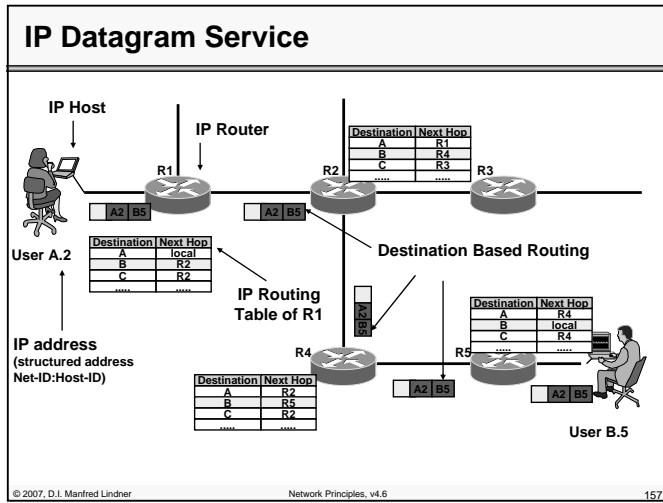 IP Datagram Service
IP Host
IP Router
R1
R2
R3
Destination Next Hop
A R1
B R4
C R3
..... .....
A2 B5
A2 B5
User A.2
Destination Next Hop
A local
B R2
C R2
..... .....
Destination Based Routing
IP Routing
Table of R1
IP address
(structured address
Net-ID:Host-ID)
A2 B5
R4
R5
Destination Next Hop
A R4
B local
C R4
..... .....
Destination Next Hop
A R2
B R5
C R2
..... .....
A2 B5
A2 B5
User B.5
© 2007, D.I. Manfred Lindner
Network Principles, v4.6
157